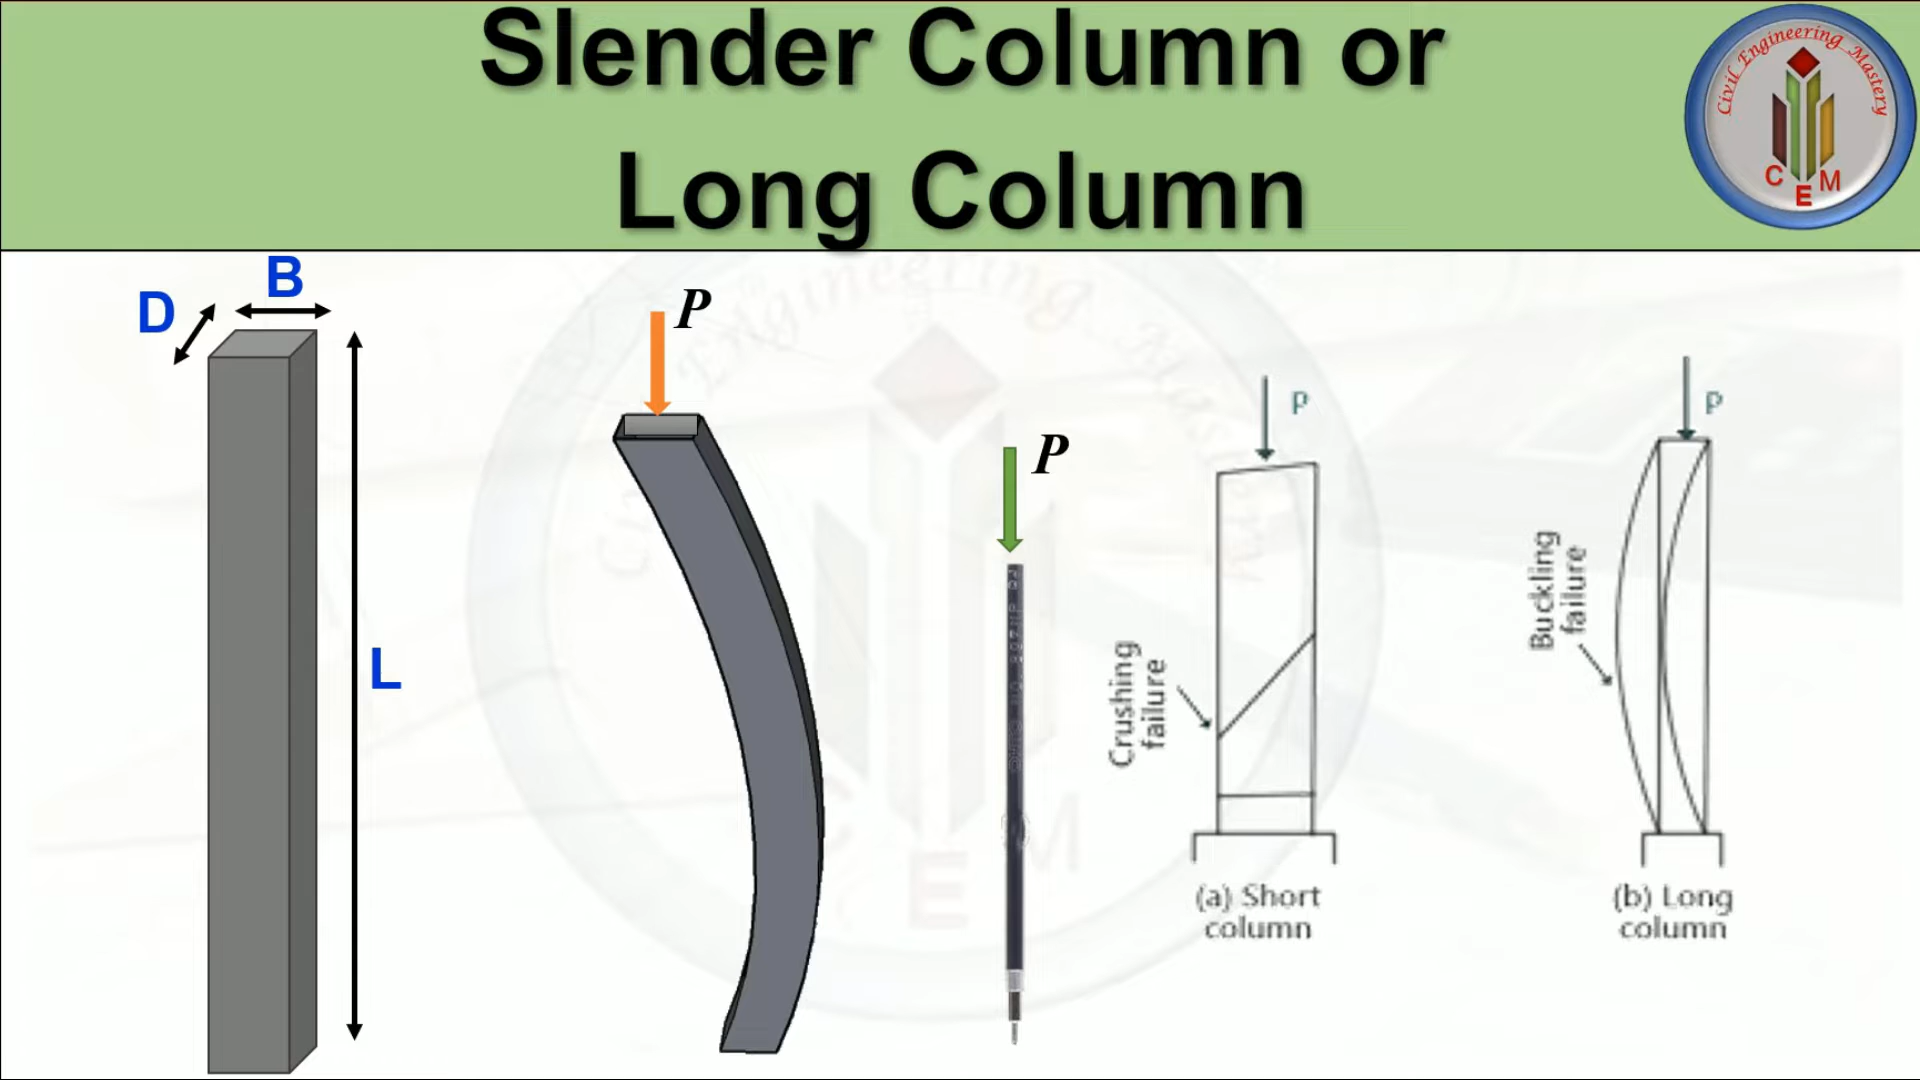 Slender Column or
Long Column
Civil Engineering Mastery
C E M
B
D
L
P
P
P
Crushing
failure
(a) Short
column
P
Buckling
failure
(b) Long
column